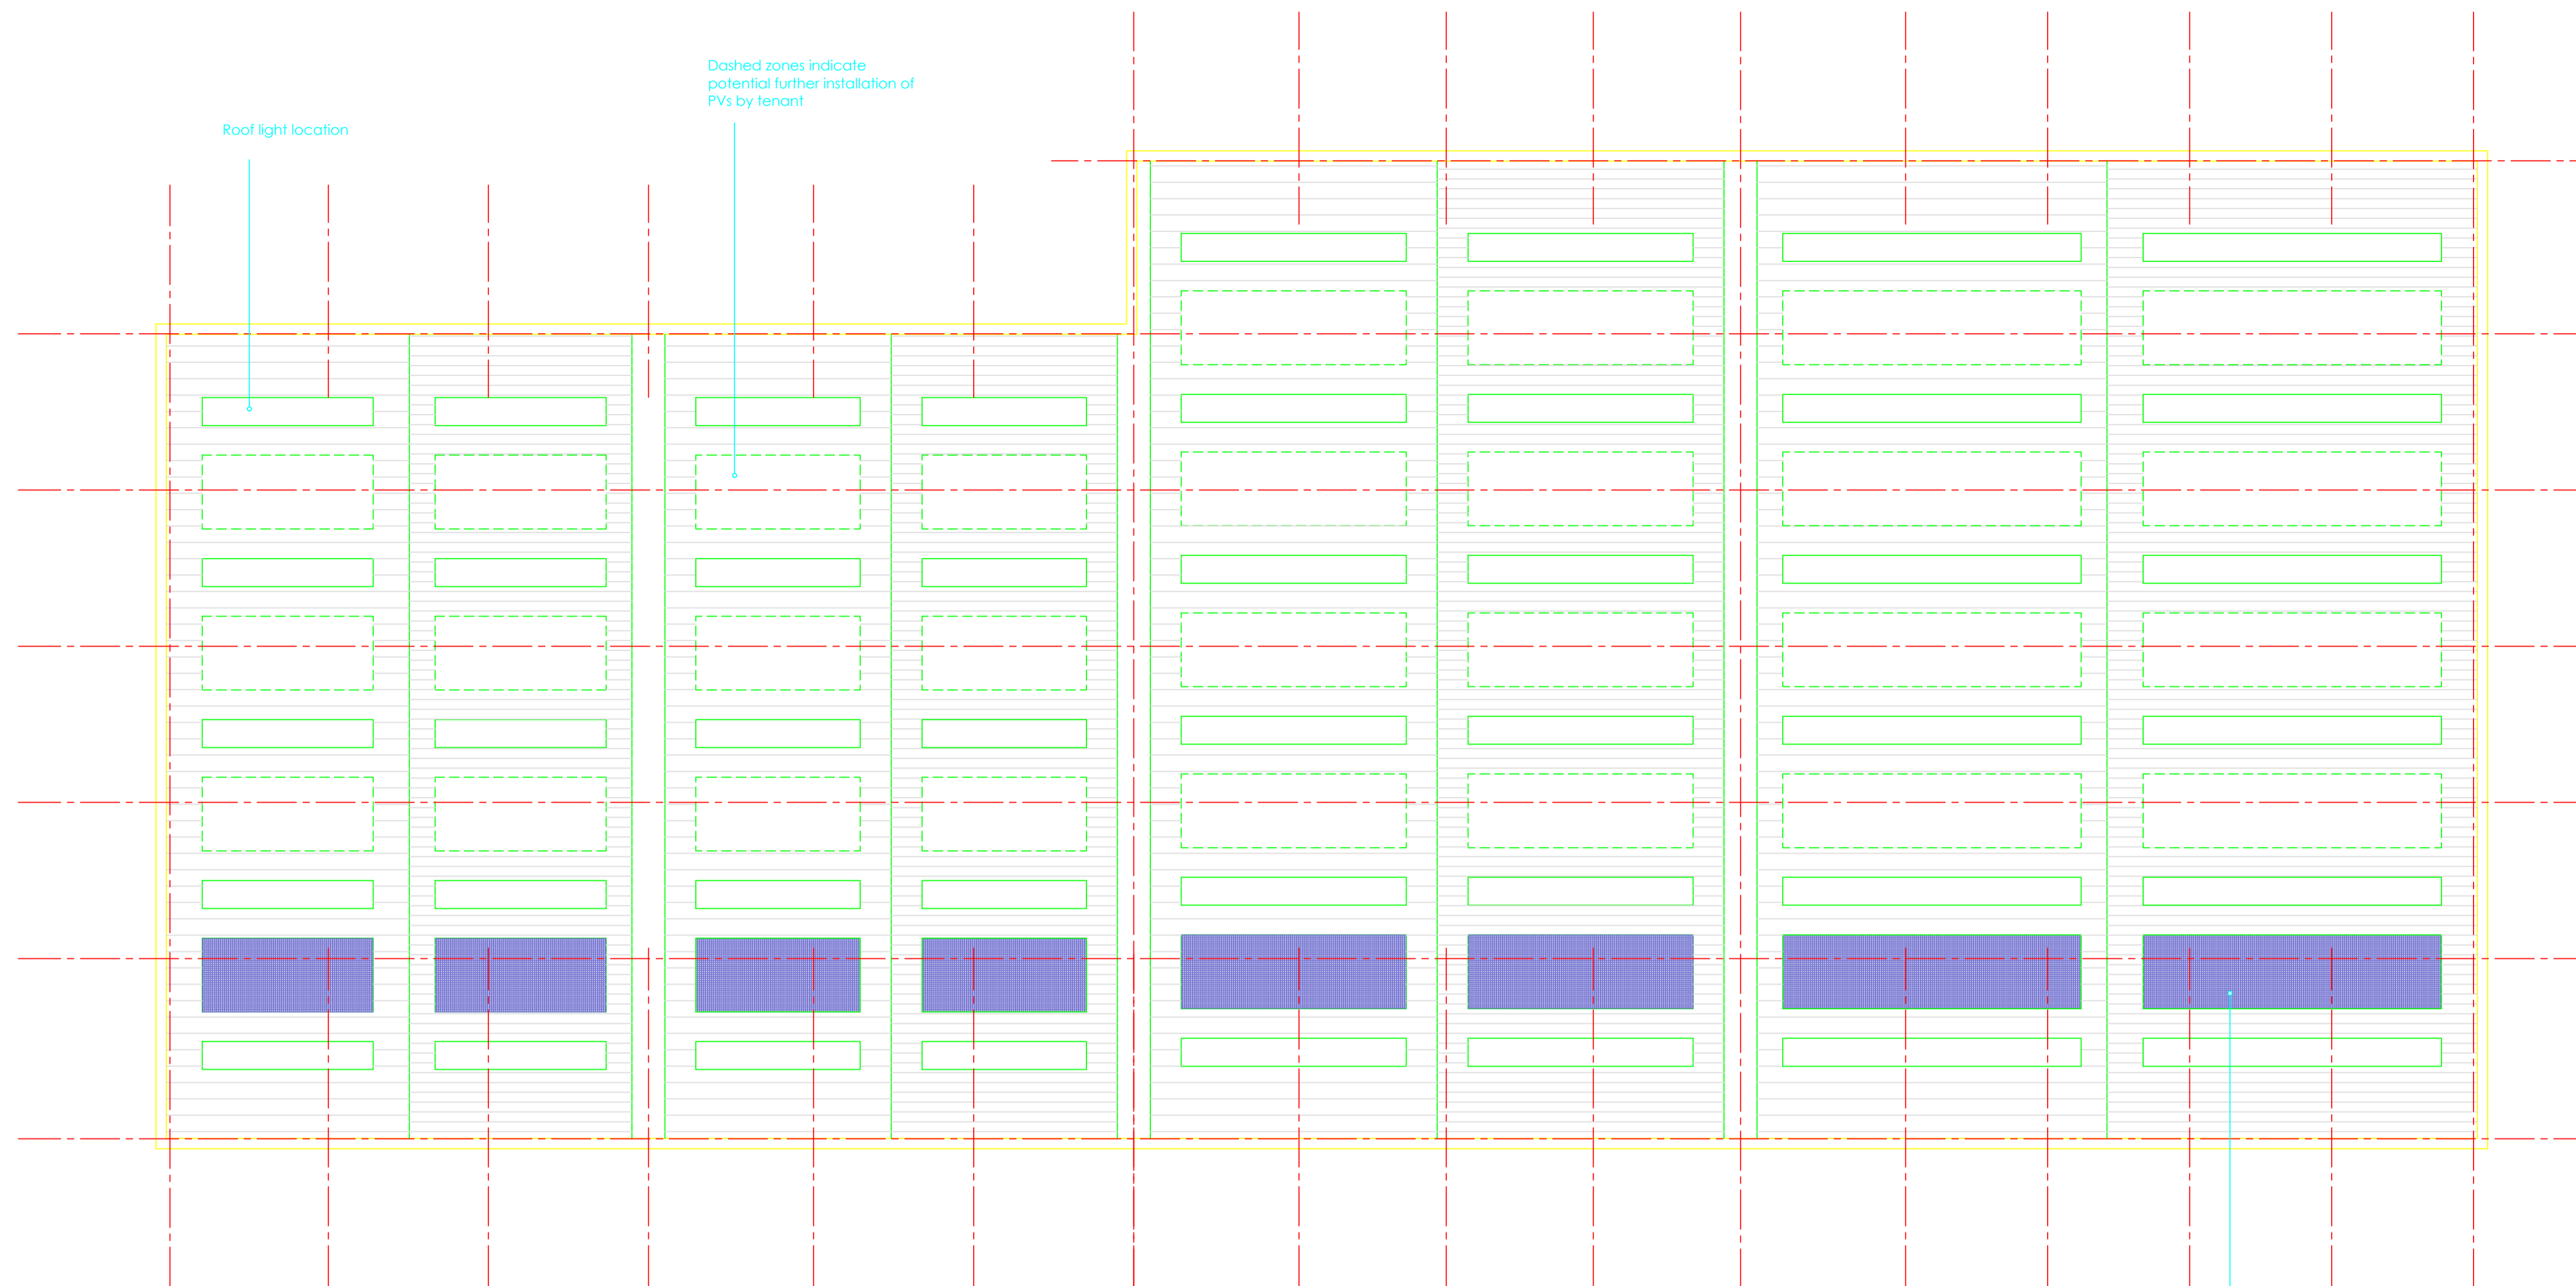 Dashed zones indicate
potential further installation of
PVs by tenant
Roof light location